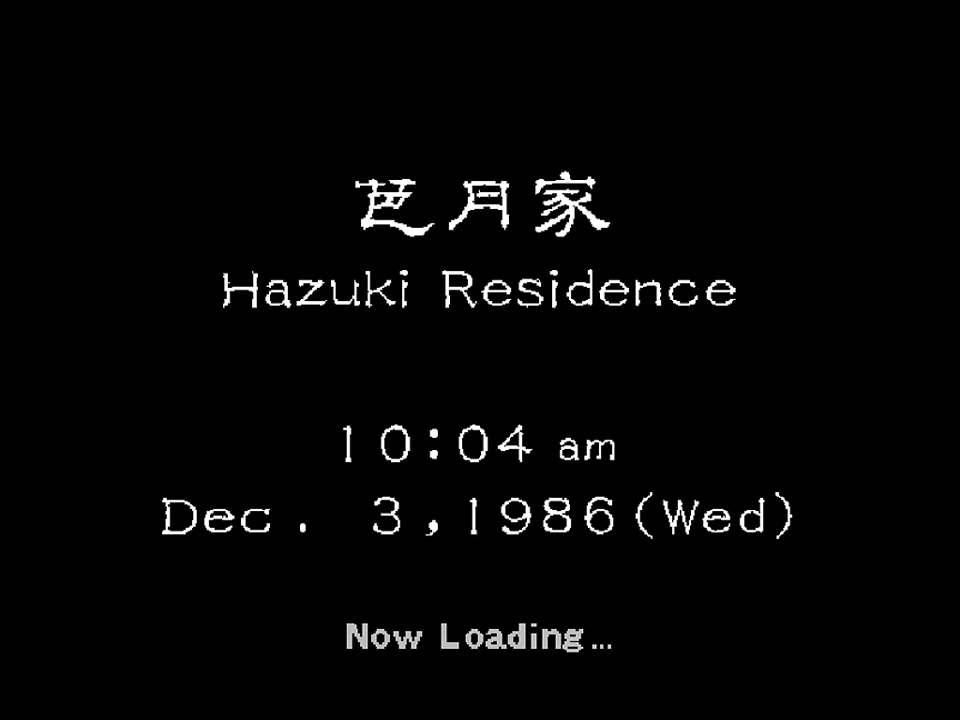 芭月家
Hazuki Residence
10:04 am
Dec. 3,1986(Wed)
Now Loading...